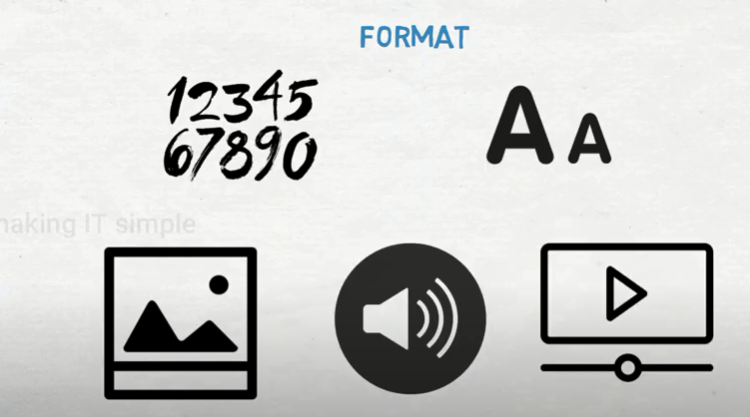 FORMAT
12345
67890
A A
making IT simple